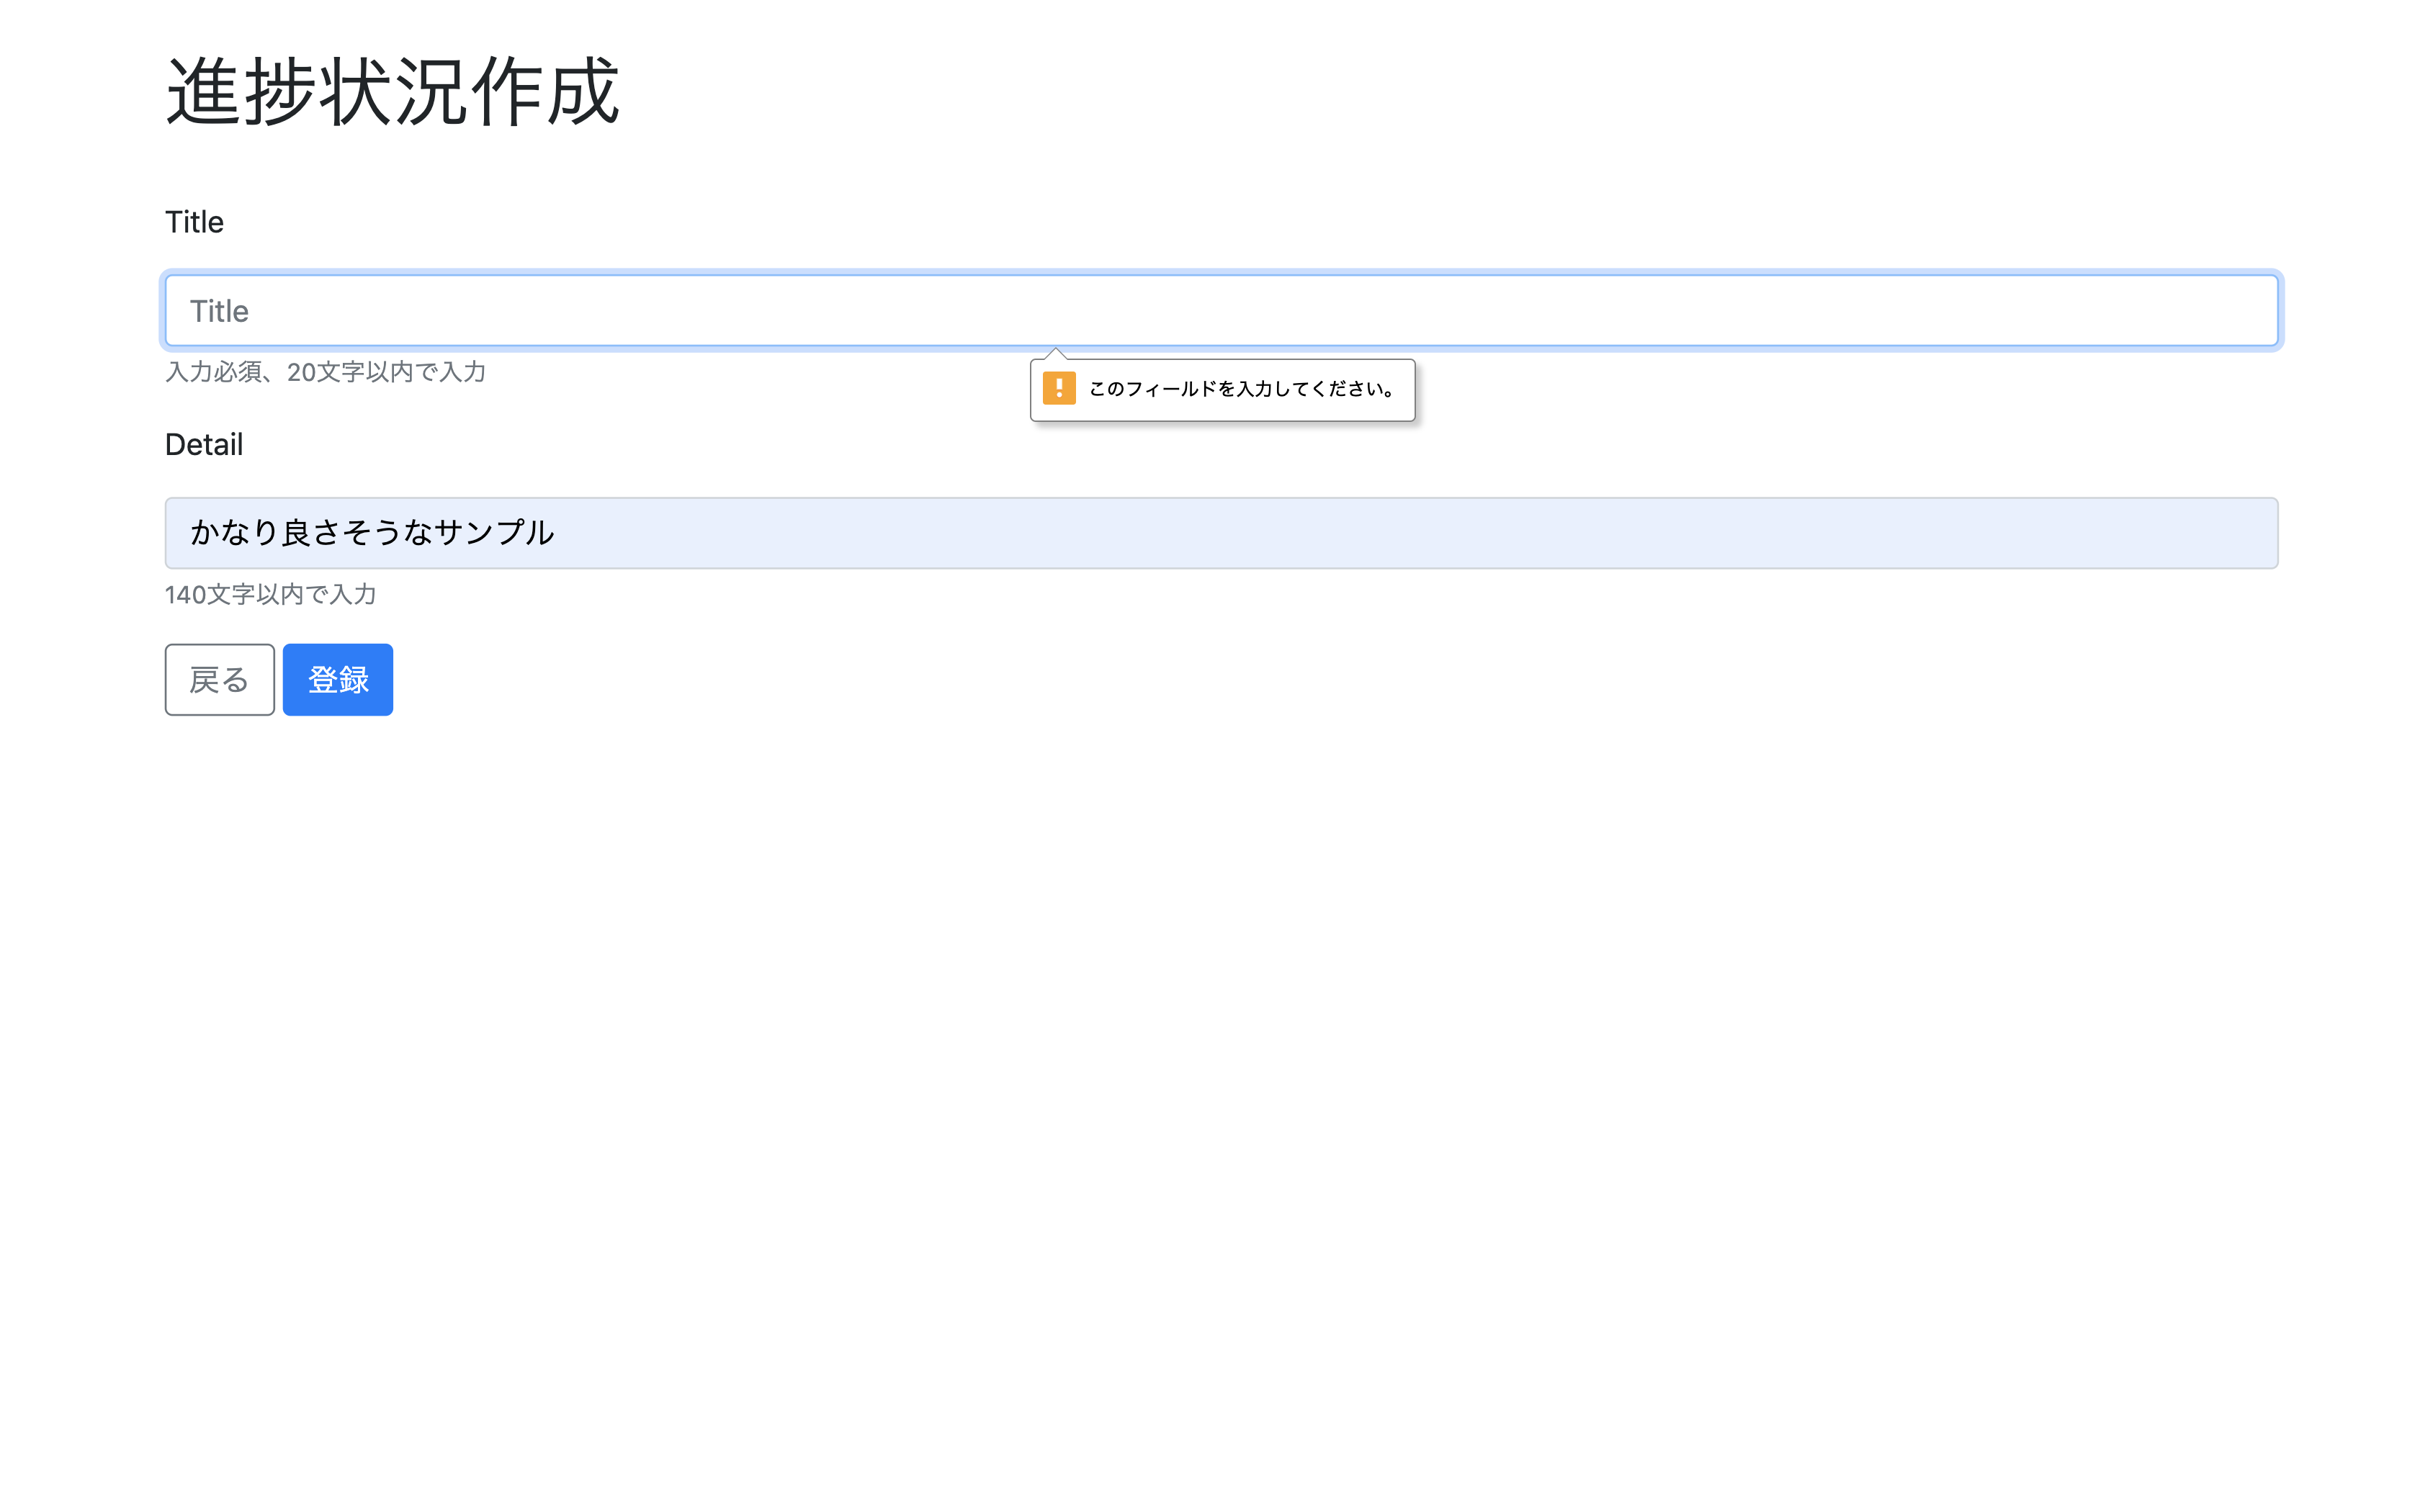 進捗状況作成
Title
Title
入力必須、20文字以内で入力
このフィールドを入力してください。
Detail
かなり良さそうなサンプル
140文字以内で入力
戻る 登録